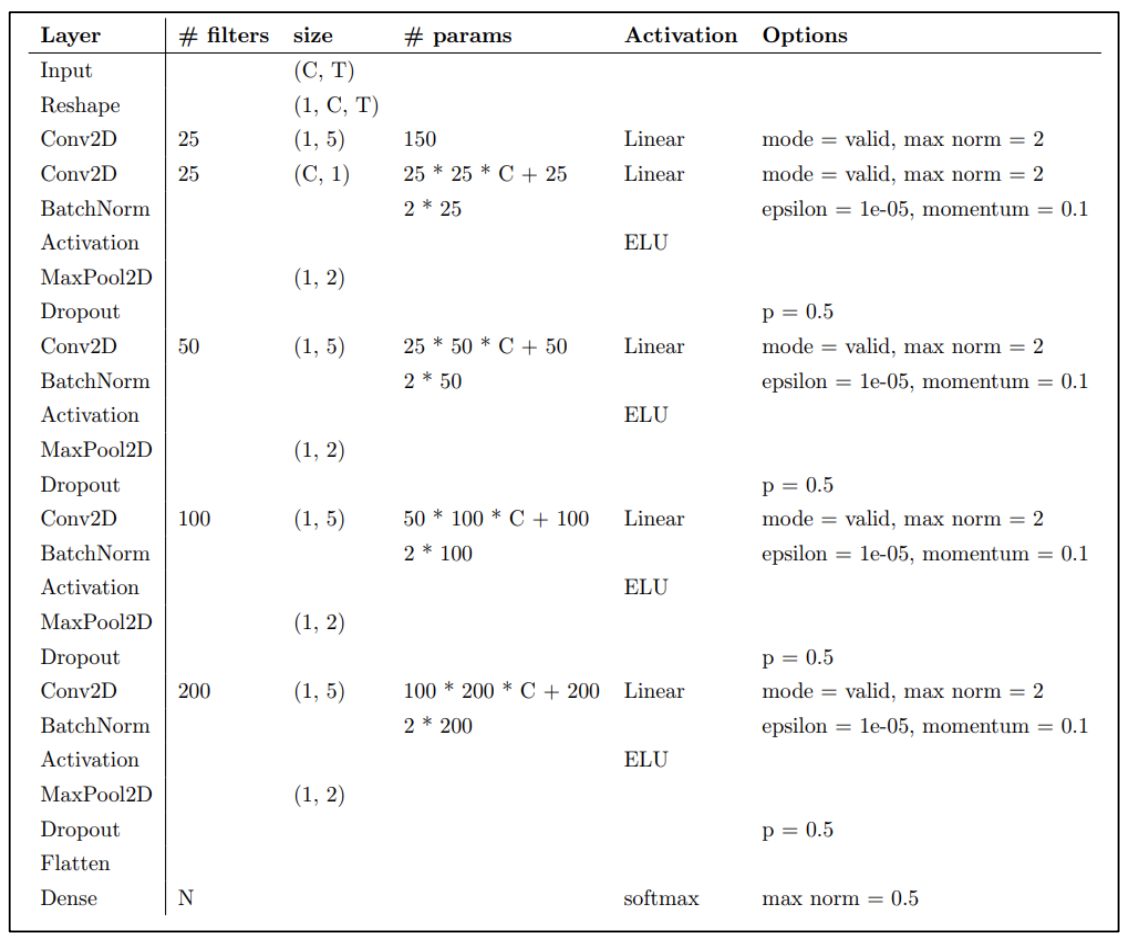 Layer # filters size # params Activation Options
Input (C, T)
Reshape (1, C, T)
Conv2D 25 (1, 5) 150 Linear mode = valid, max norm = 2
Conv2D 25 (C, 1) 25 * 25 * C + 25 Linear mode = valid, max norm = 2
BatchNorm 2 * 25 epsilon = 1e-05, momentum = 0.1
Activation ELU
MaxPool2D (1, 2)
Dropout p = 0.5
Conv2D 50 (1, 5) 25 * 50 * C + 50 Linear mode = valid, max norm = 2
BatchNorm 2 * 50 epsilon = 1e-05, momentum = 0.1
Activation ELU
MaxPool2D (1, 2)
Dropout p = 0.5
Conv2D 100 (1, 5) 50 * 100 * C + 100 Linear mode = valid, max norm = 2
BatchNorm 2 * 100 epsilon = 1e-05, momentum = 0.1
Activation ELU
MaxPool2D (1, 2)
Dropout p = 0.5
Conv2D 200 (1, 5) 100 * 200 * C + 200 Linear mode = valid, max norm = 2
BatchNorm 2 * 200 epsilon = 1e-05, momentum = 0.1
Activation ELU
MaxPool2D (1, 2)
Dropout p = 0.5
Flatten
Dense N softmax max norm = 0.5